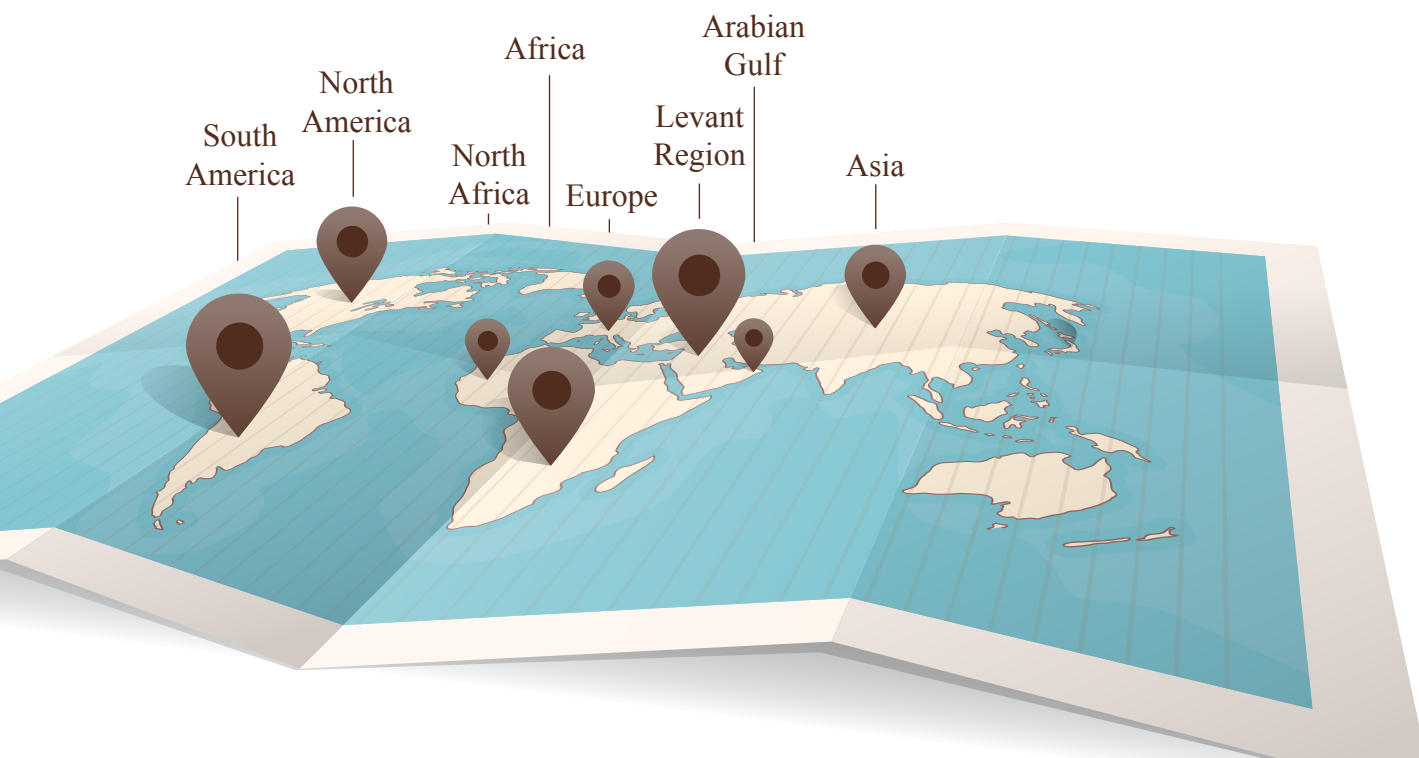 South
America
North
America
North
Africa
Africa
Europe
Levant
Region
Arabian
Gulf
Asia